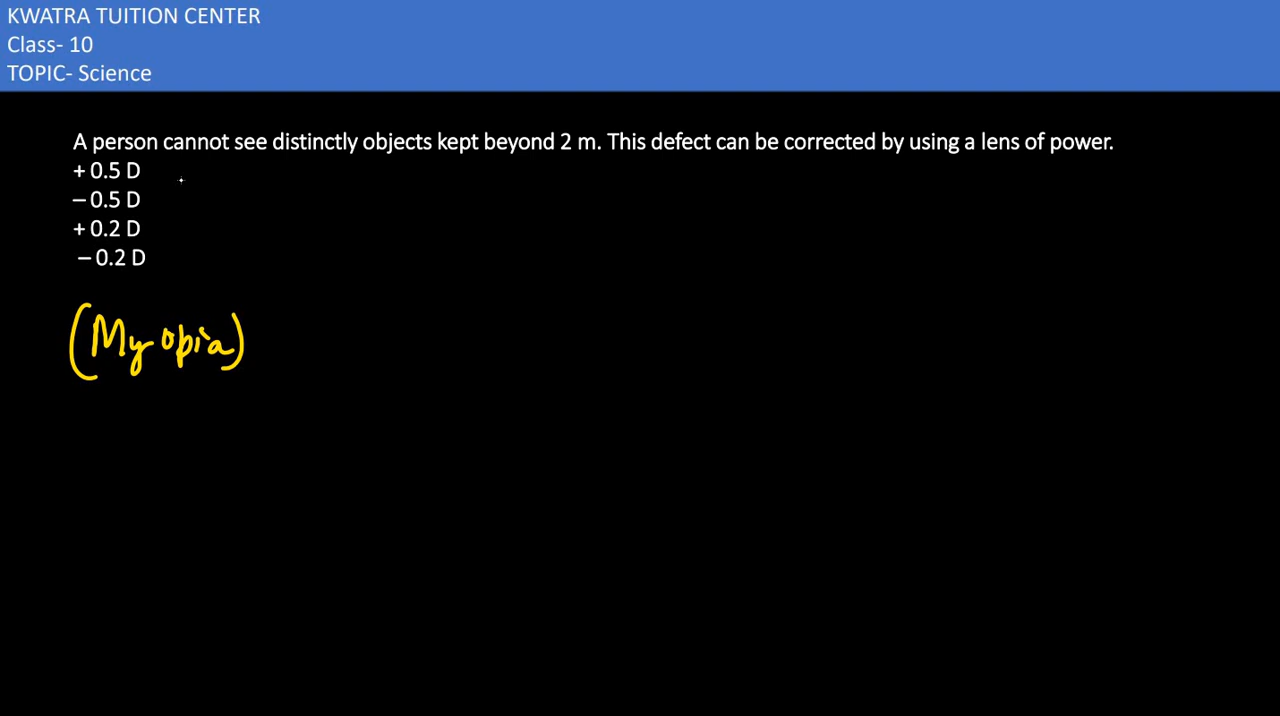 KWATRA TUITION CENTER
Class- 10
TOPIC- Science
A person cannot see distinctly objects kept beyond 2 m. This defect can be corrected by using a lens of power.
+ 0.5 D
– 0.5 D
+ 0.2 D
– 0.2 D
(Myopia)